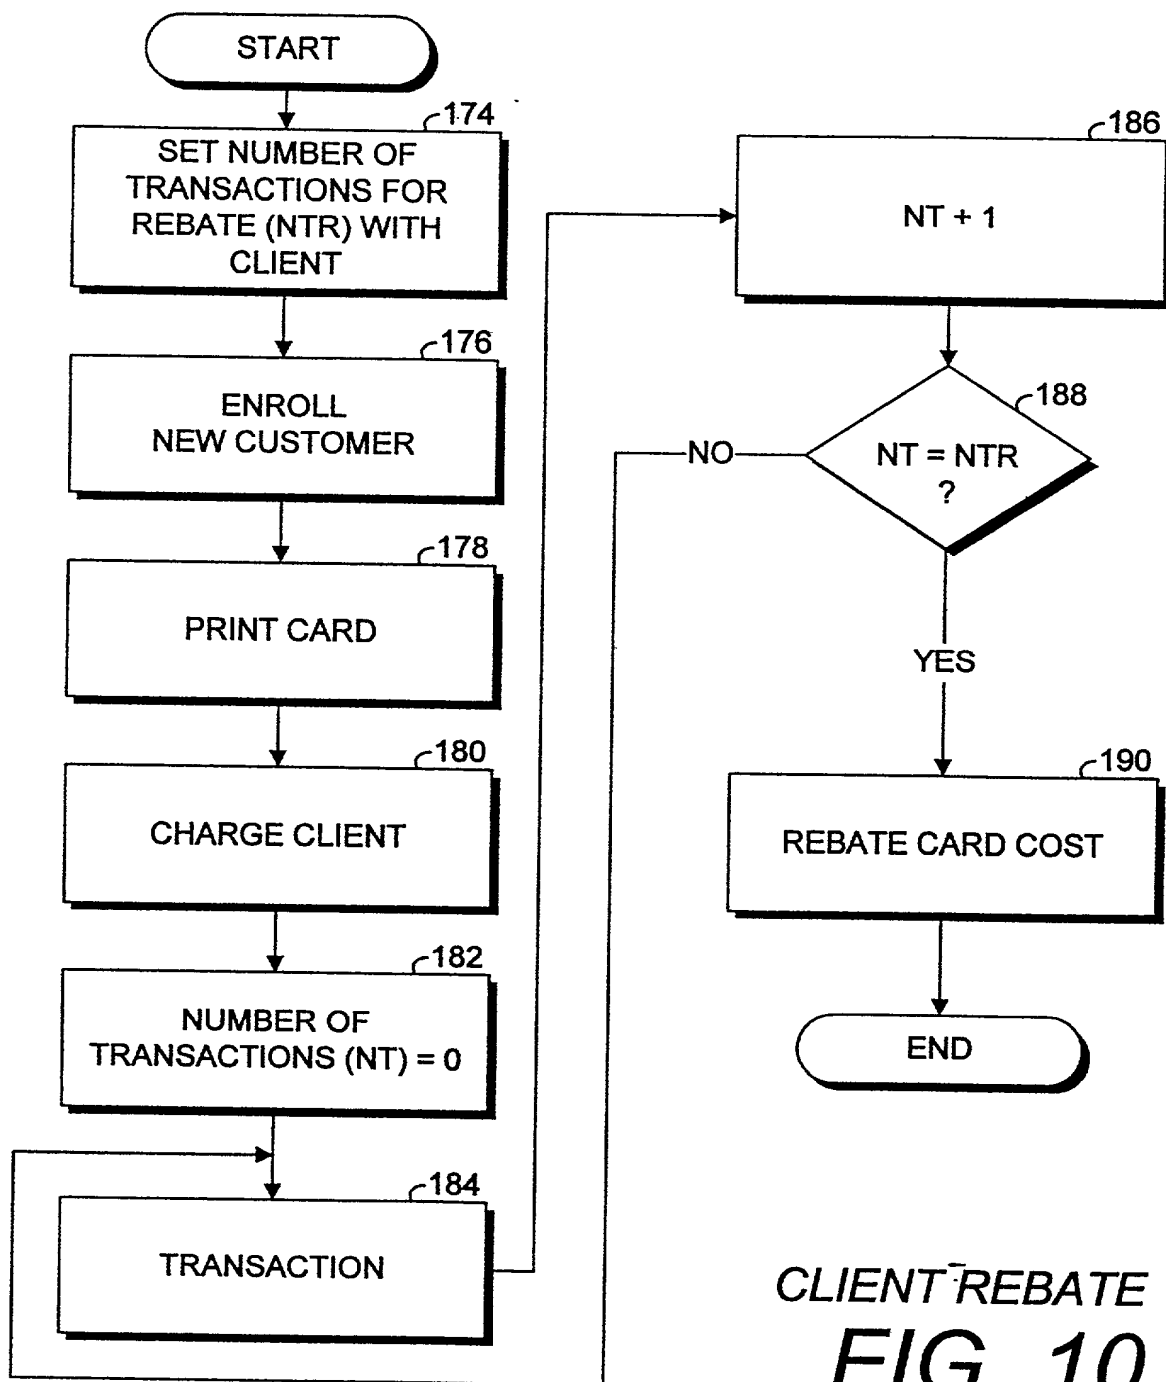 START
174
SET NUMBER OF
TRANSACTIONS FOR
REBATE (NTR) WITH
CLIENT
176
ENROLL
NEW CUSTOMER
178
PRINT CARD
180
CHARGE CLIENT
182
NUMBER OF
TRANSACTIONS (NT) = 0
184
TRANSACTION
186
NT + 1
188
NT = NTR
?
NO
YES
190
REBATE CARD COST
END
CLIENT REBATE
FIG. 10